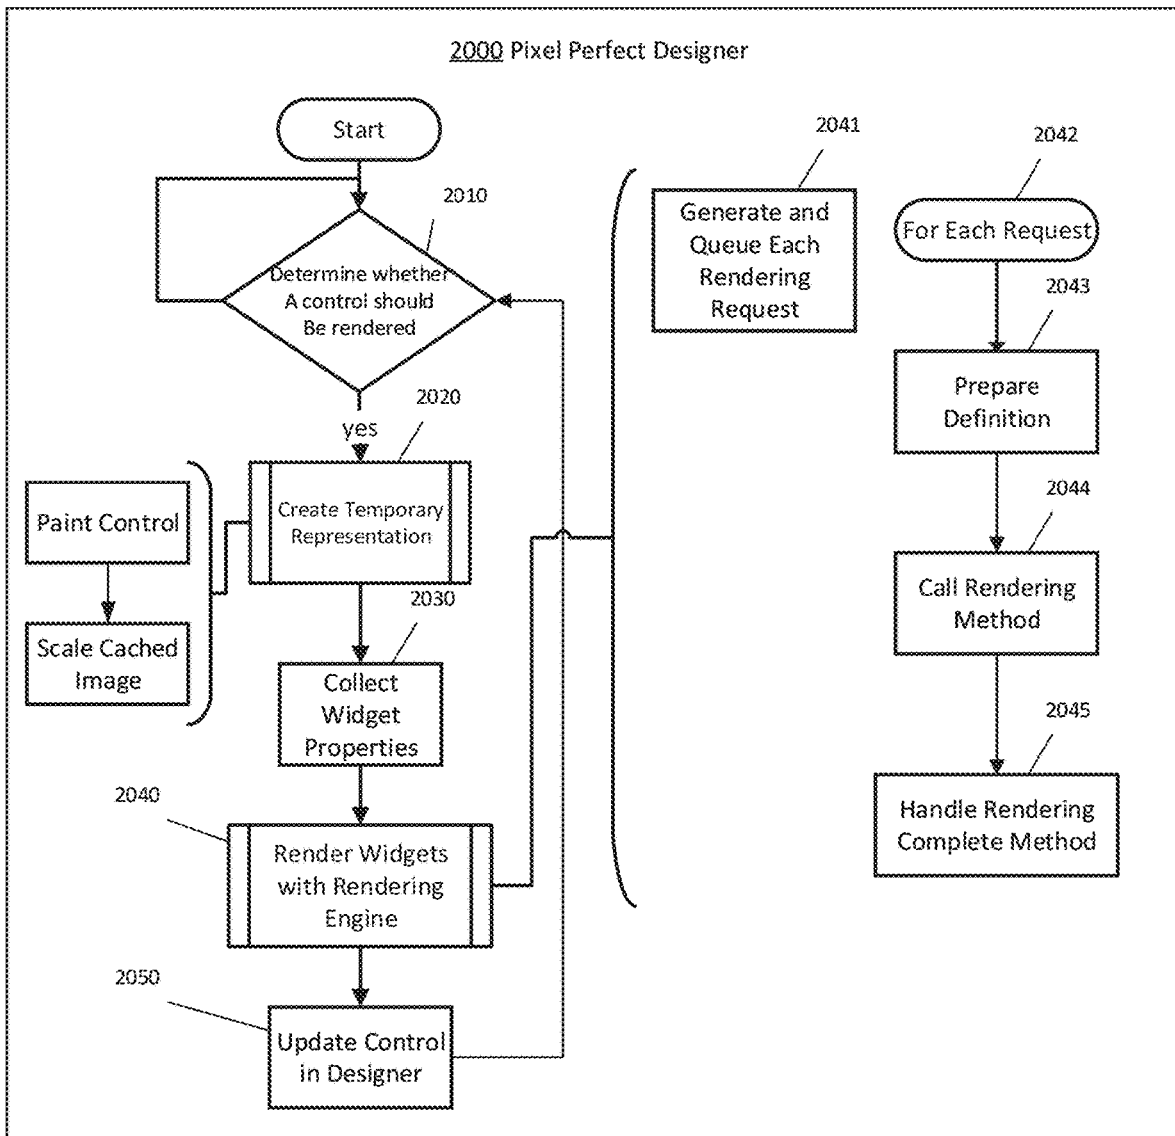 2000 Pixel Perfect Designer
Start
2010
Determine whether
A control should
Be rendered
yes
2020
Create Temporary
Representation
Paint Control
Scale Cached
Image
2030
Collect
Widget
Properties
2040
Render Widgets
with Rendering
Engine
2050
Update Control
in Designer
2041
Generate and
Queue Each
Rendering
Request
2042
For Each Request
2043
Prepare
Definition
2044
Call Rendering
Method
2045
Handle Rendering
Complete Method